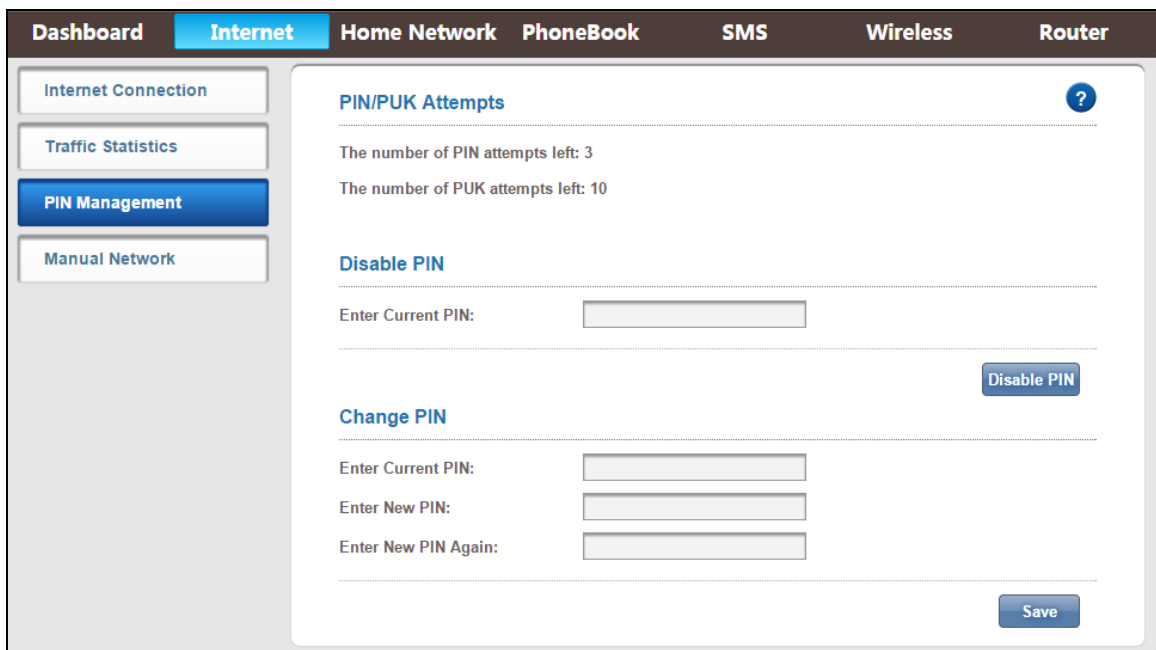 Dashboard Internet Home Network PhoneBook SMS Wireless Router
Internet Connection
Traffic Statistics
PIN Management
Manual Network
PIN/PUK Attempts
?
The number of PIN attempts left: 3
The number of PUK attempts left: 10
Disable PIN
Enter Current PIN:
Disable PIN
Change PIN
Enter Current PIN:
Enter New PIN:
Enter New PIN Again:
Save